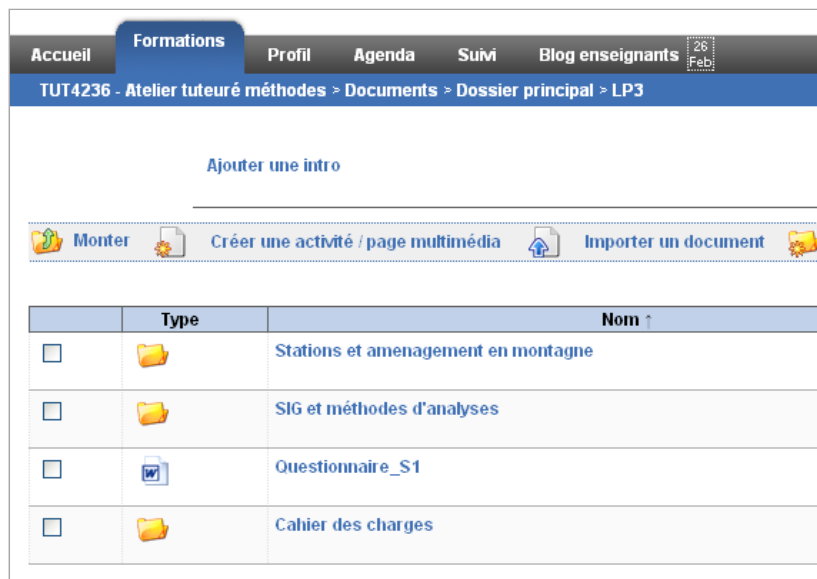 Accueil Formations Profil Agenda Suivi Blog enseignants 26 Feb
TUT4236 - Atelier tuteuré méthodes > Documents > Dossier principal > LP3
Ajouter une intro
Monter Créer une activité / page multimédia Importer un document
Type Nom ↑
Stations et amenagement en montagne
SIG et méthodes d'analyses
Questionnaire_S1
Cahier des charges